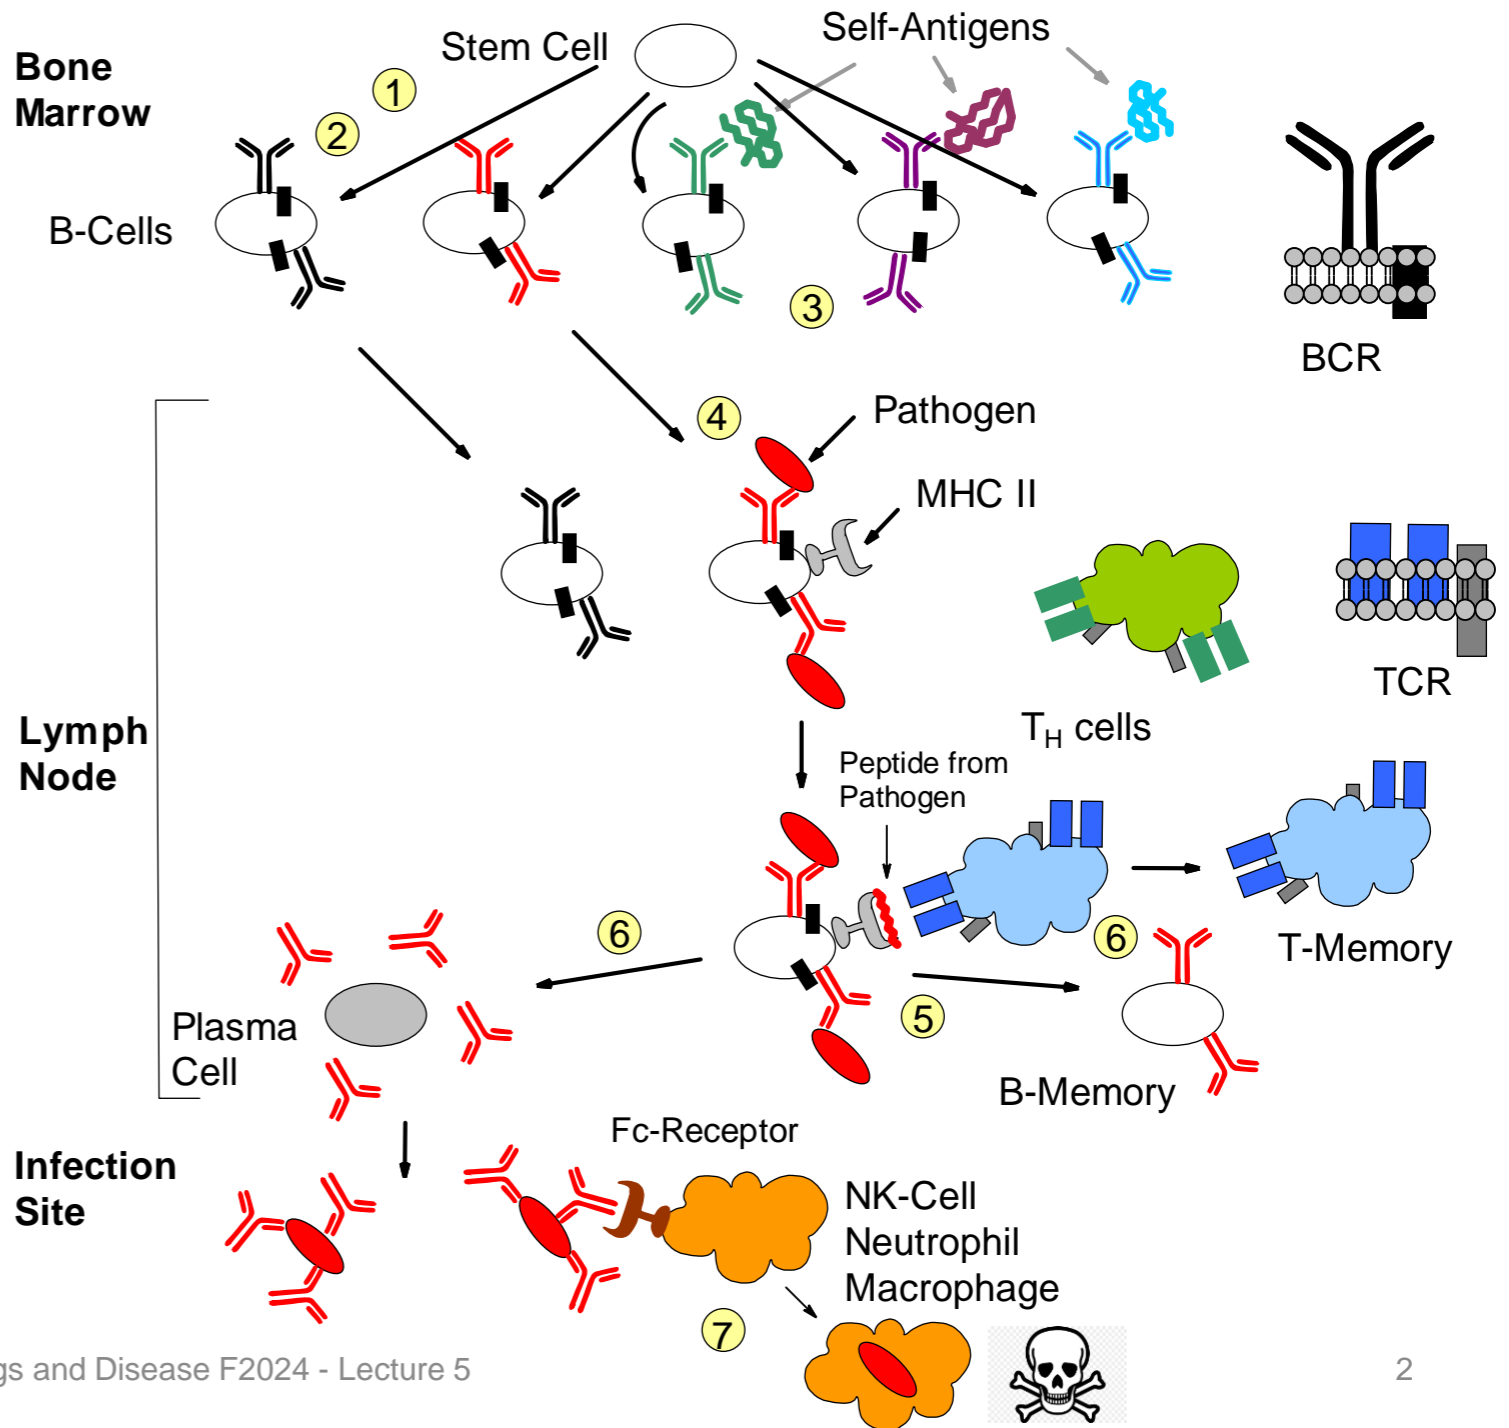 Stem Cell
Self-Antigens
Bone
Marrow
1
2
B-Cells
3
BCR
4
Pathogen
MHC II
TCR
TH cells
Lymph
Node
Peptide from
Pathogen
6
6
T-Memory
5
Plasma
Cell
B-Memory
Fc-Receptor
Infection
Site
NK-Cell
Neutrophil
Macrophage
7
gs and Disease F2024 - Lecture 5
2